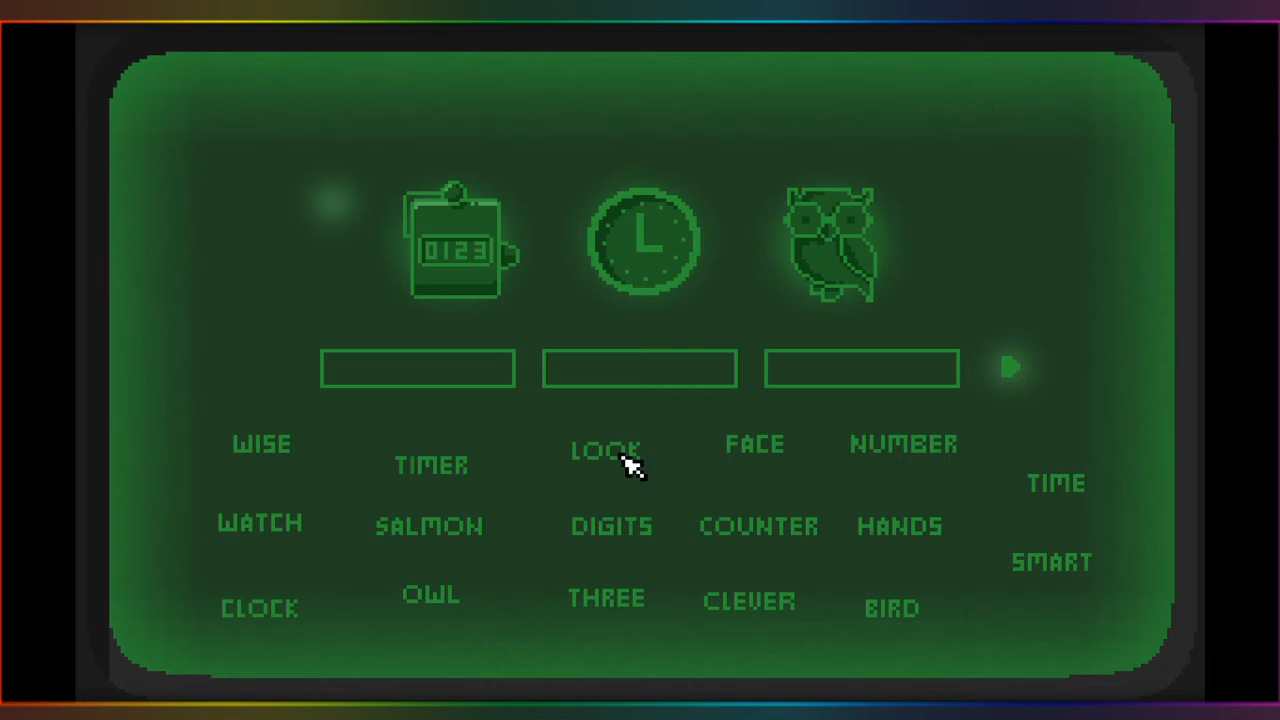 0123
WISE
TIMER
LOOK
FACE
NUMBER
TIME
WATCH
SALMON
DIGITS
COUNTER
HANDS
SMART
CLOCK
OWL
THREE
CLEVER
BIRD